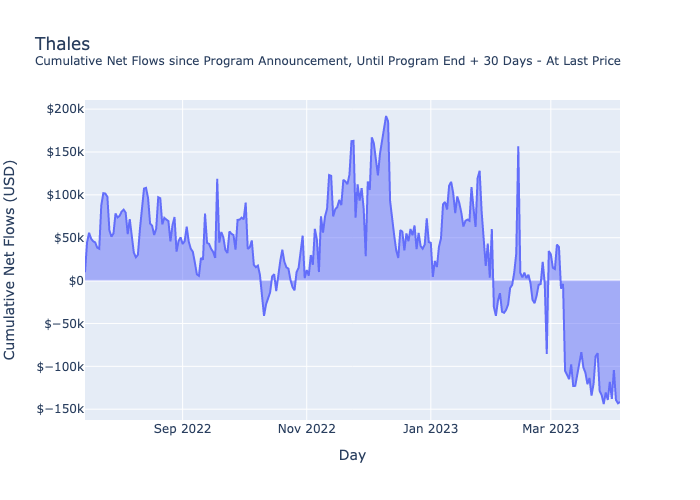 Thales
Cumulative Net Flows since Program Announcement, Until Program End + 30 Days - At Last Price
Cumulative Net Flows (USD)
$200k
$150k
$100k
$50k
$0
$−50k
$−100k
$−150k
Sep 2022
Nov 2022
Jan 2023
Mar 2023
Day